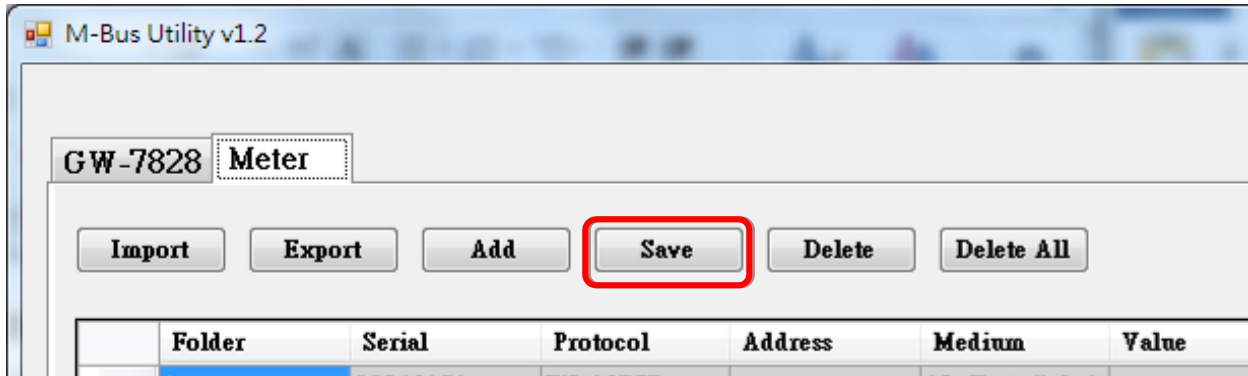 M-Bus Utility v1.2
GW-7828 Meter
Import Export Add Save Delete Delete All
Folder Serial Protocol Address Medium Value